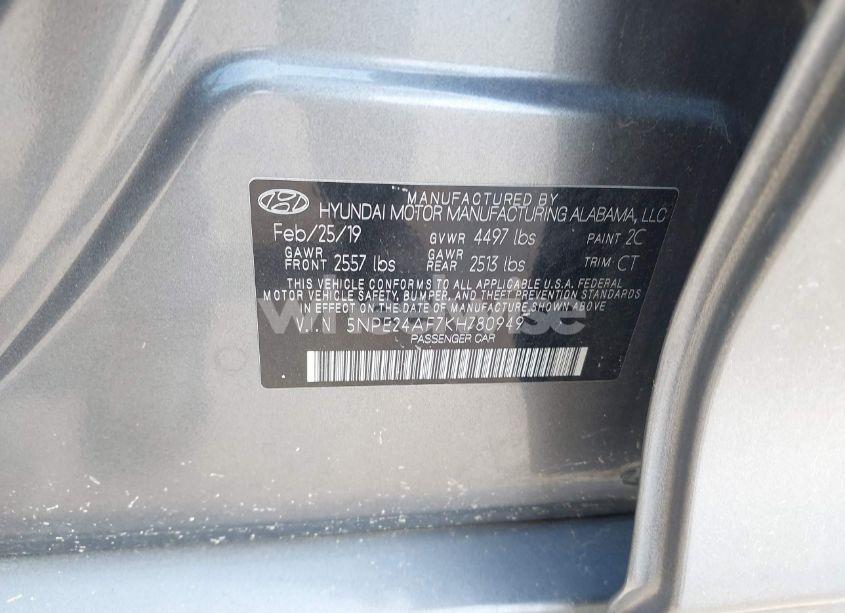 MANUFACTURED BY
HYUNDAI MOTOR MANUFACTURING ALABAMA, LLC
Feb/25/19 GVWR 4497 lbs PAINT 2C
GAWR FRONT 2557 lbs GAWR REAR 2513 lbs TRIM CT
THIS VEHICLE CONFORMS TO ALL APPLICABLE U.S.A. FEDERAL
MOTOR VEHICLE SAFETY, BUMPER, AND THEFT PREVENTION STANDARDS
IN EFFECT ON THE DATE OF MANUFACTURE SHOWN ABOVE
V.I.N 5NPE24AF7KH780949
PASSENGER CAR